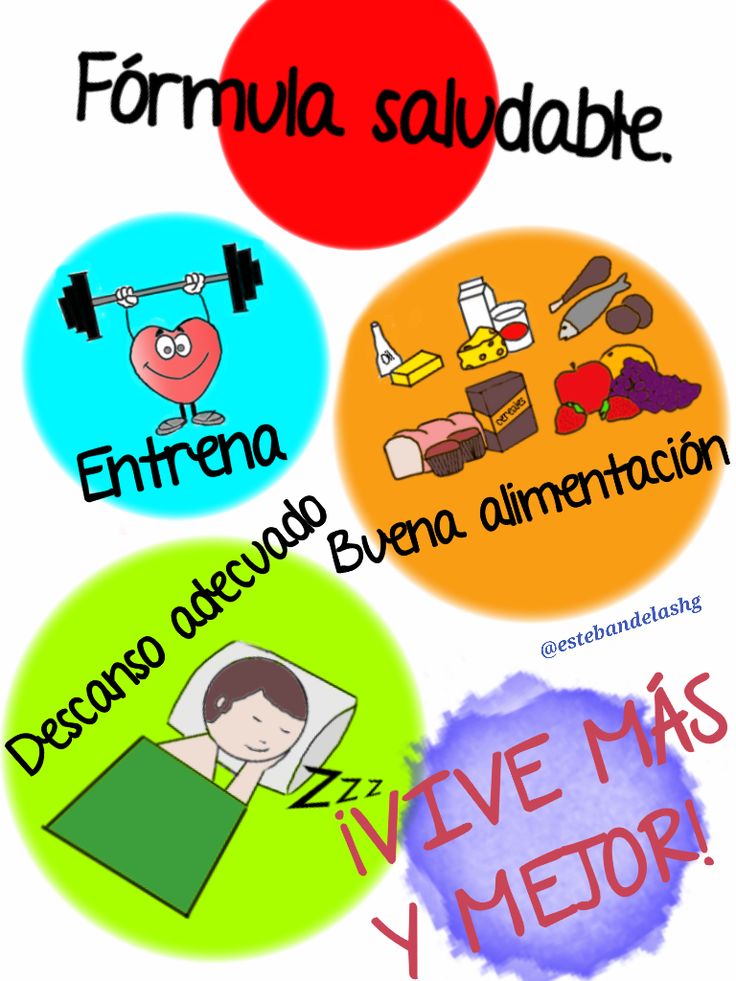 Fórmula saludable.
Entrena
Oil
cereales
Buena alimentación
Descanso adecuado
@estebandelashg
Zzz
¡VIVE MÁS
Y MEJOR!